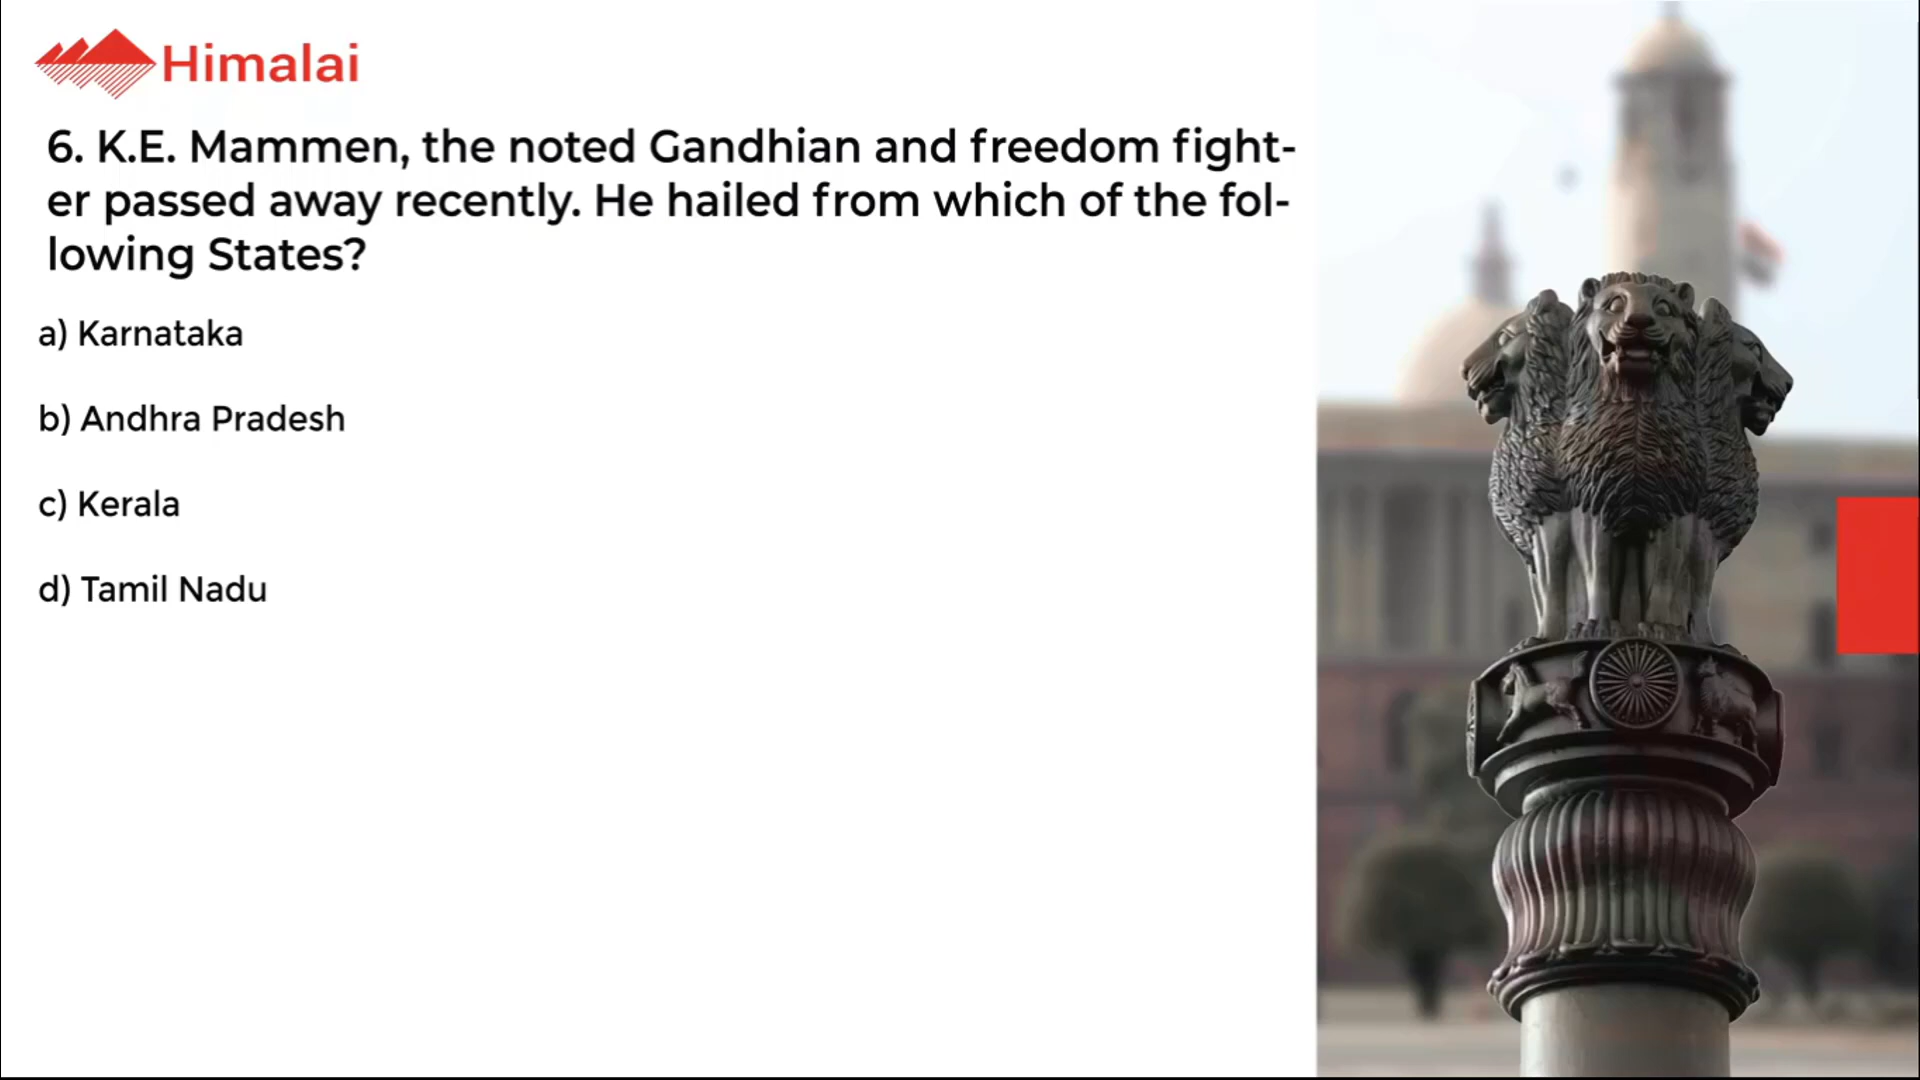 Himalai
6. K.E. Mammen, the noted Gandhian and freedom fight-
er passed away recently. He hailed from which of the fol-
lowing States?
a) Karnataka
b) Andhra Pradesh
c) Kerala
d) Tamil Nadu